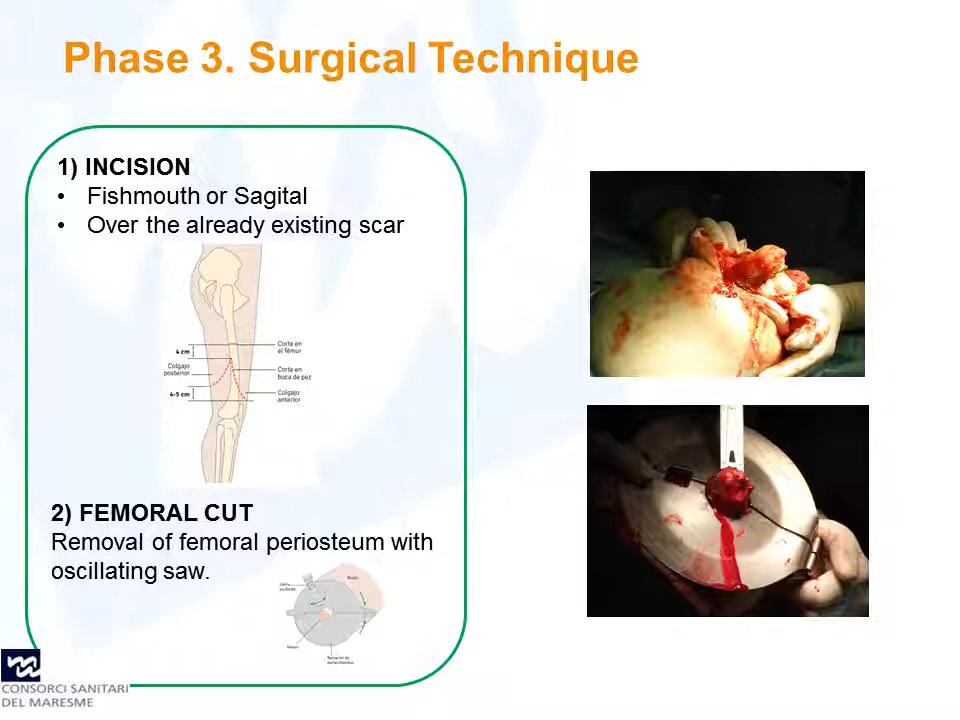 Phase 3. Surgical Technique
1) INCISION
• Fishmouth or Sagital
• Over the already existing scar
Corte en
el fémur
4 cm
Colgajo
posterior
Corte en
boca de pez
4-5 cm
Colgajo
anterior
2) FEMORAL CUT
Removal of femoral periosteum with
oscillating saw.
CONSORCI SANITARI
DEL MARESME